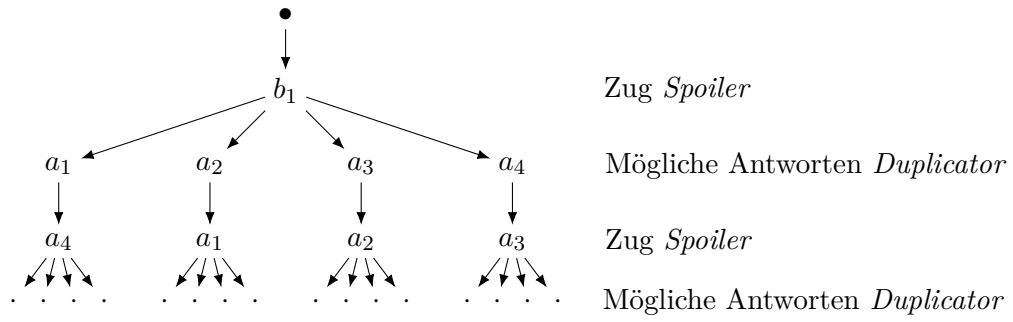 •
b₁ Zug Spoiler
a₁ a₂ a₃ a₄ Mögliche Antworten Duplicator
a₄ a₁ a₂ a₃ Zug Spoiler
. . . . . . . . . . . . . . . . Mögliche Antworten Duplicator